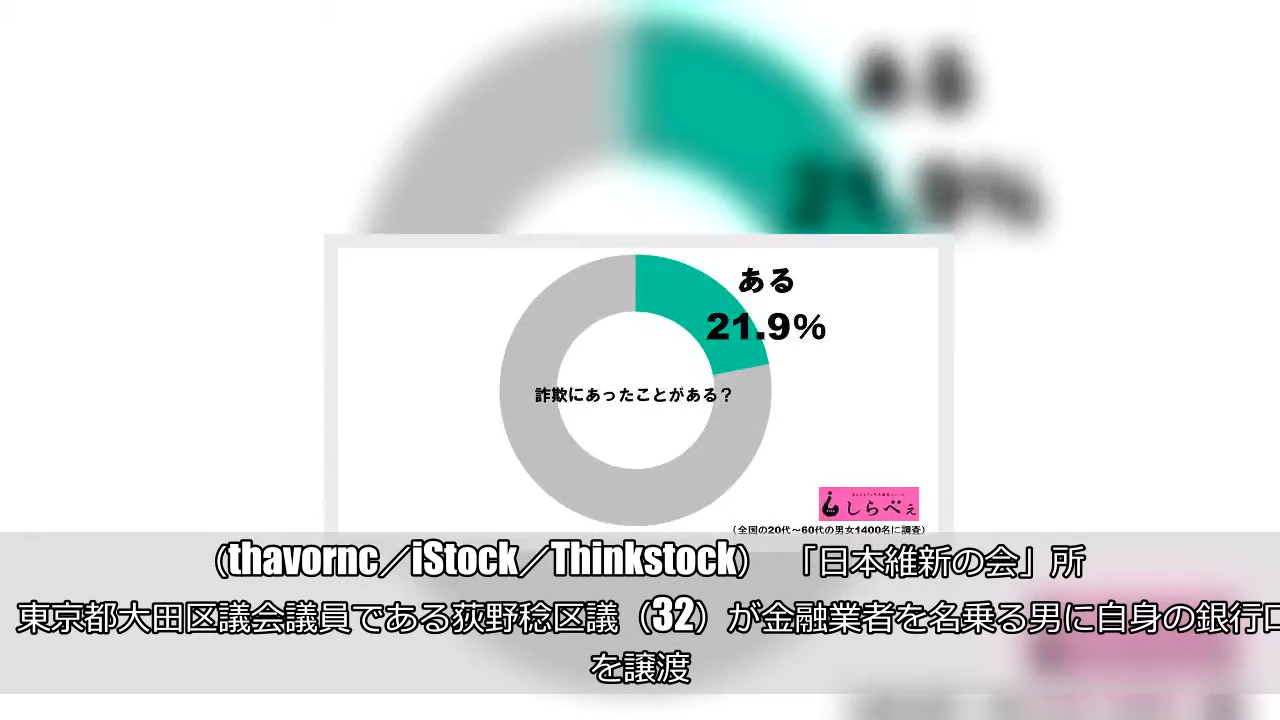 ある
21.9%
ある
21.9%
詐欺にあったことがある？
しらべぇ
（全国の20代～60代の男女1400名に調査）
（thavornc／iStock／Thinkstock）　「日本維新の会」所
東京都大田区議会議員である荻野稔区議（32）が金融業者を名乗る男に自身の銀行口
を譲渡